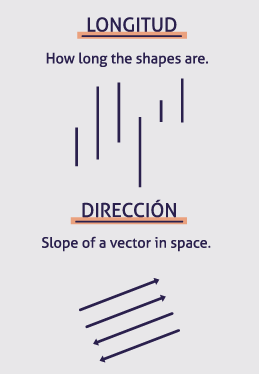 LONGITUD
How long the shapes are.
DIRECCIÓN
Slope of a vector in space.